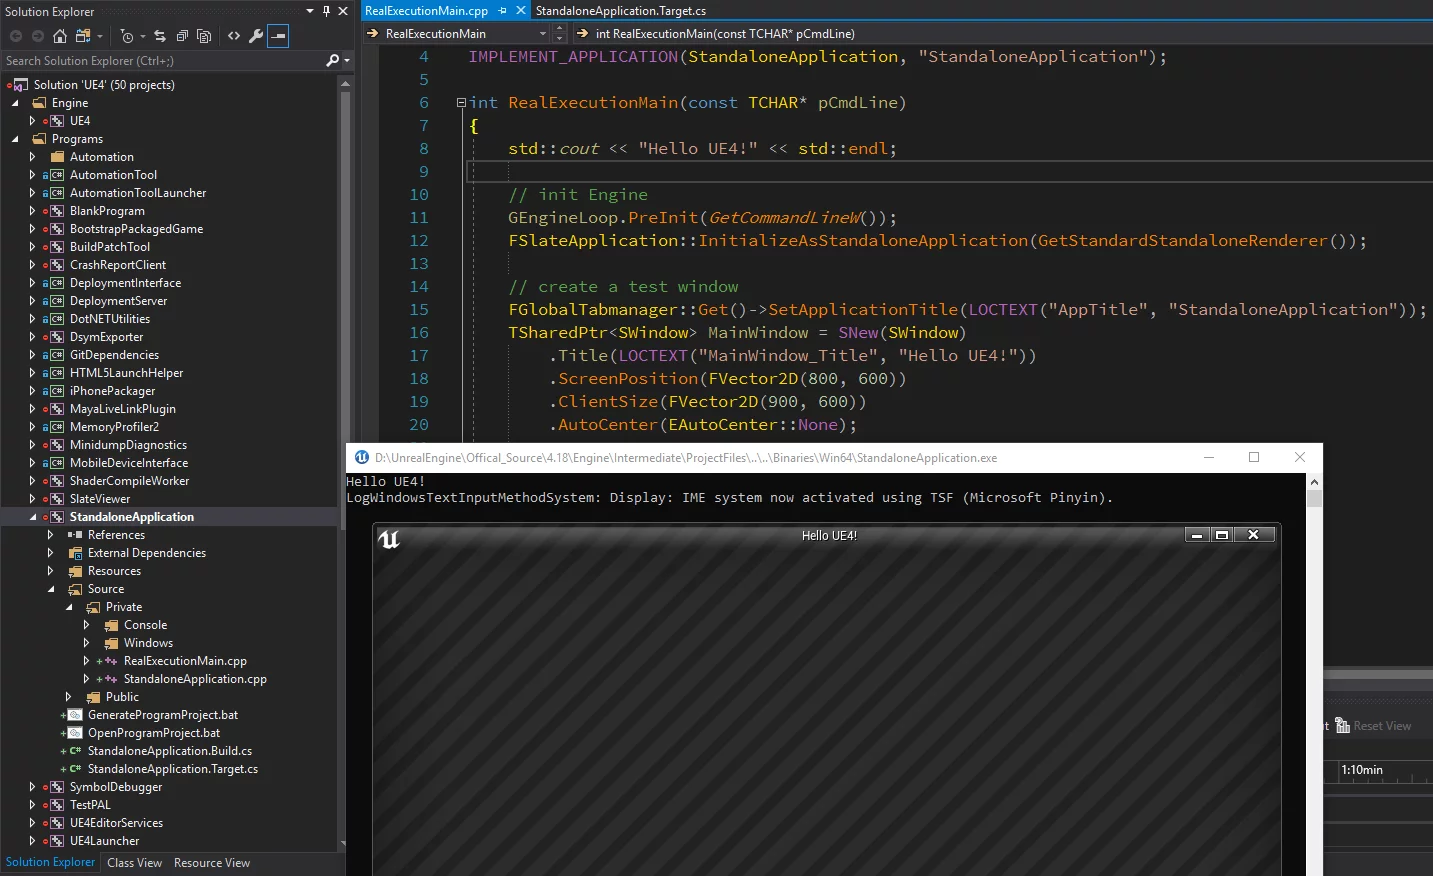 Solution Explorer
Search Solution Explorer (Ctrl+;)
Solution 'UE4' (50 projects)
Engine
UE4
Programs
Automation
AutomationTool
AutomationToolLauncher
BlankProgram
BootstrapPackagedGame
BuildPatchTool
CrashReportClient
DeploymentInterface
DeploymentServer
DotNETUtilities
DsymExporter
GitDependencies
HTML5LaunchHelper
iPhonePackager
MayaLiveLinkPlugin
MemoryProfiler2
MinidumpDiagnostics
MobileDeviceInterface
ShaderCompileWorker
SlateViewer
StandaloneApplication
References
External Dependencies
Resources
Source
Private
Console
Windows
RealExecutionMain.cpp
StandaloneApplication.cpp
Public
GenerateProgramProject.bat
OpenProgramProject.bat
StandaloneApplication.Build.cs
StandaloneApplication.Target.cs
SymbolDebugger
TestPAL
UE4EditorServices
UE4Launcher
Solution Explorer Class View Resource View
RealExecutionMain.cpp StandaloneApplication.Target.cs
RealExecutionMain int RealExecutionMain(const TCHAR* pCmdLine)
4 IMPLEMENT_APPLICATION(StandaloneApplication, "StandaloneApplication");
5
6 int RealExecutionMain(const TCHAR* pCmdLine)
7 {
8 std::cout << "Hello UE4!" << std::endl;
9
10 // init Engine
11 GEngineLoop.PreInit(GetCommandLineW());
12 FSlateApplication::InitializeAsStandaloneApplication(GetStandardStandaloneRenderer());
13
14 // create a test window
15 FGlobalTabmanager::Get()->SetApplicationTitle(LOCTEXT("AppTitle", "StandaloneApplication"));
16 TSharedPtr<SWindow> MainWindow = SNew(SWindow)
17 .Title(LOCTEXT("MainWindow_Title", "Hello UE4!"))
18 .ScreenPosition(FVector2D(800, 600))
19 .ClientSize(FVector2D(900, 600))
20 .AutoCenter(EAutoCenter::None);
D:\UnrealEngine\Offical_Source\4.18\Engine\Intermediate\ProjectFiles\..\..\Binaries\Win64\StandaloneApplication.exe
Hello UE4!
LogWindowsTextInputMethodSystem: Display: IME system now activated using TSF (Microsoft Pinyin).
Hello UE4!
Reset View
1:10min